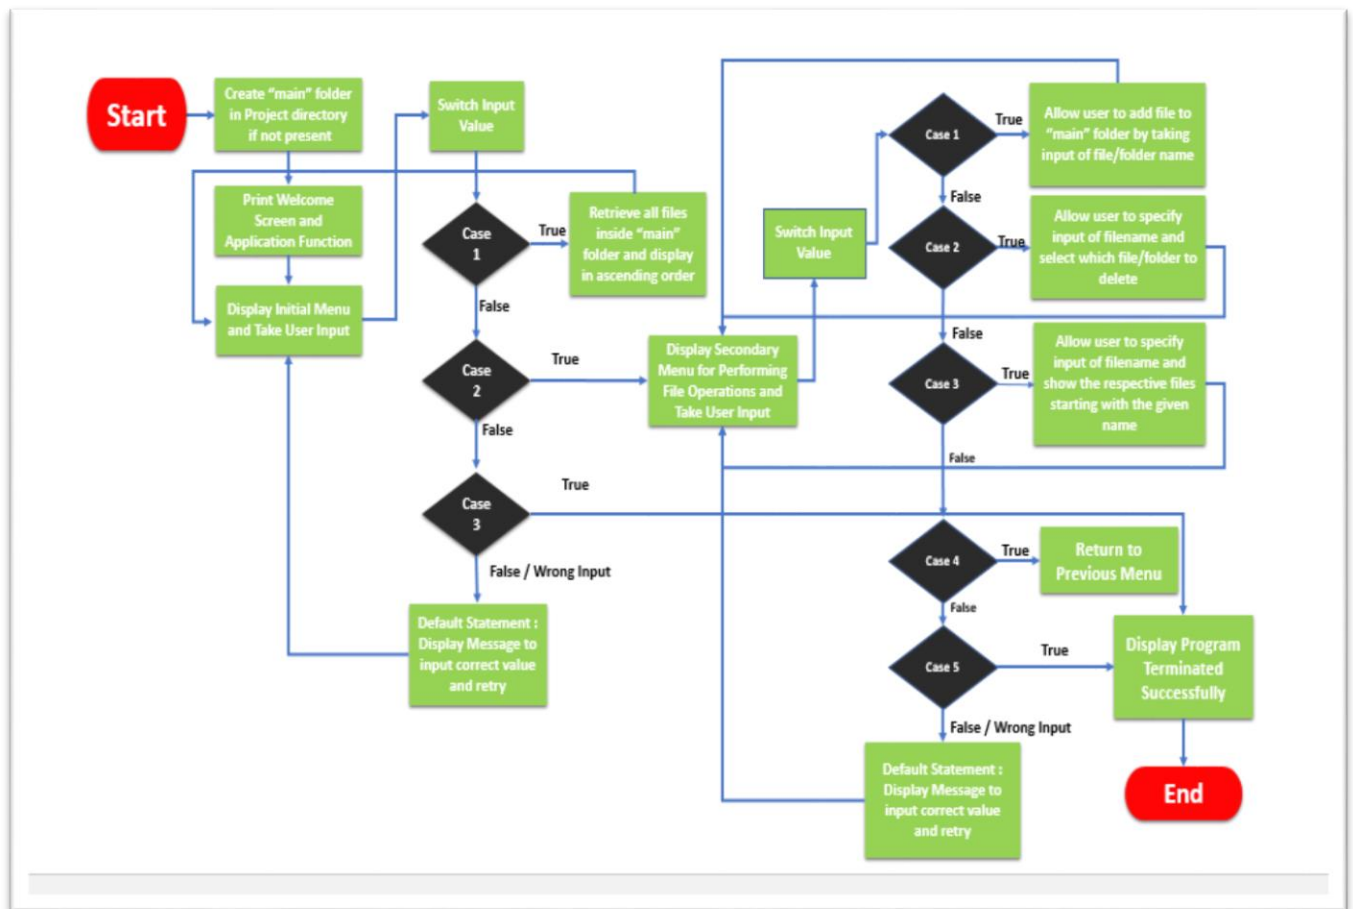 Start
Create “main” folder
in Project directory
if not present
Print Welcome
Screen and
Application Function
Display Initial Menu
and Take User Input
Switch Input
Value
Case
1
True
Retrieve all files
inside “main”
folder and display
in ascending order
False
Case
2
True
False
Case
3
True
False / Wrong Input
Default Statement :
Display Message to
input correct value
and retry
Display Secondary
Menu for Performing
File Operations and
Take User Input
Switch Input
Value
Case 1
True
Allow user to add file to
“main” folder by taking
input of file/folder name
False
Case 2
True
Allow user to specify
input of filename and
select which file/folder to
delete
False
Case 3
True
Allow user to specify
input of filename and
show the respective files
starting with the given
name
False
Case 4
True
Return to
Previous Menu
False
Case 5
True
Display Program
Terminated
Successfully
False / Wrong Input
Default Statement :
Display Message to
input correct value
and retry
End